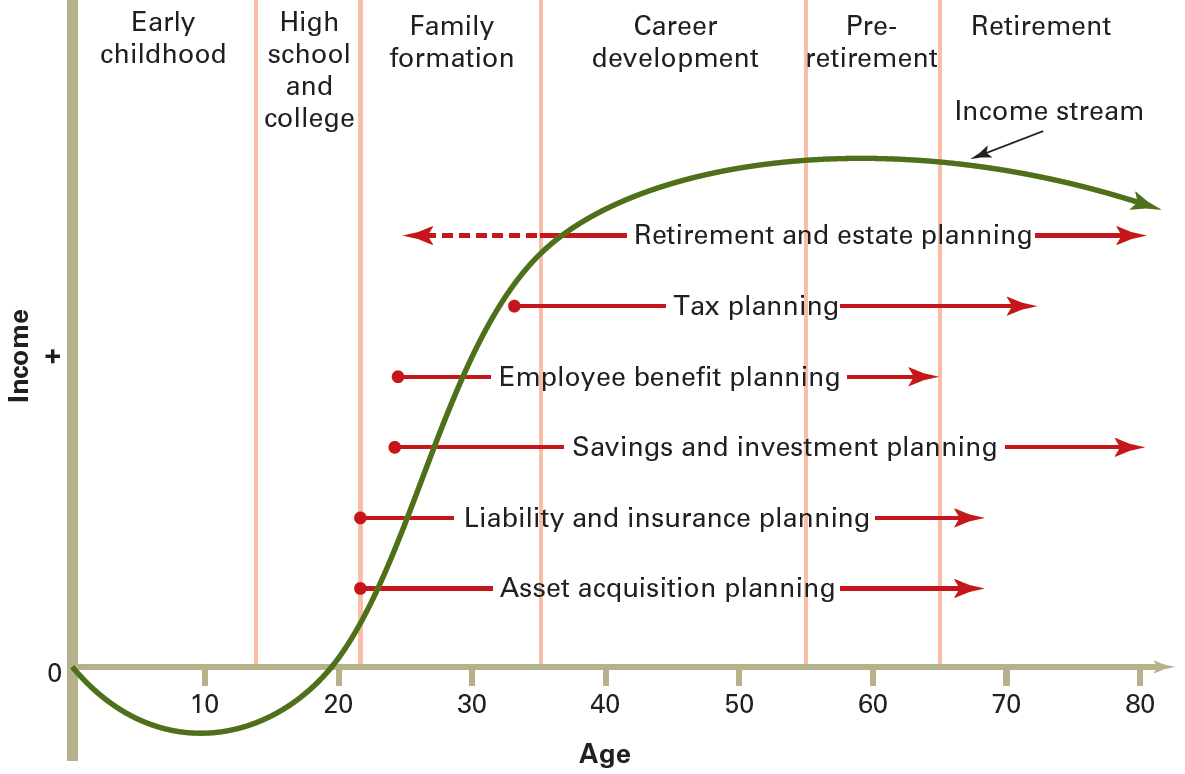 Early
childhood
High
school
and
college
Family
formation
Career
development
Pre-
retirement
Retirement
Income stream
Retirement and estate planning
Tax planning
Employee benefit planning
Savings and investment planning
Liability and insurance planning
Asset acquisition planning
Income
+
0
10 20 30 40 50 60 70 80
Age